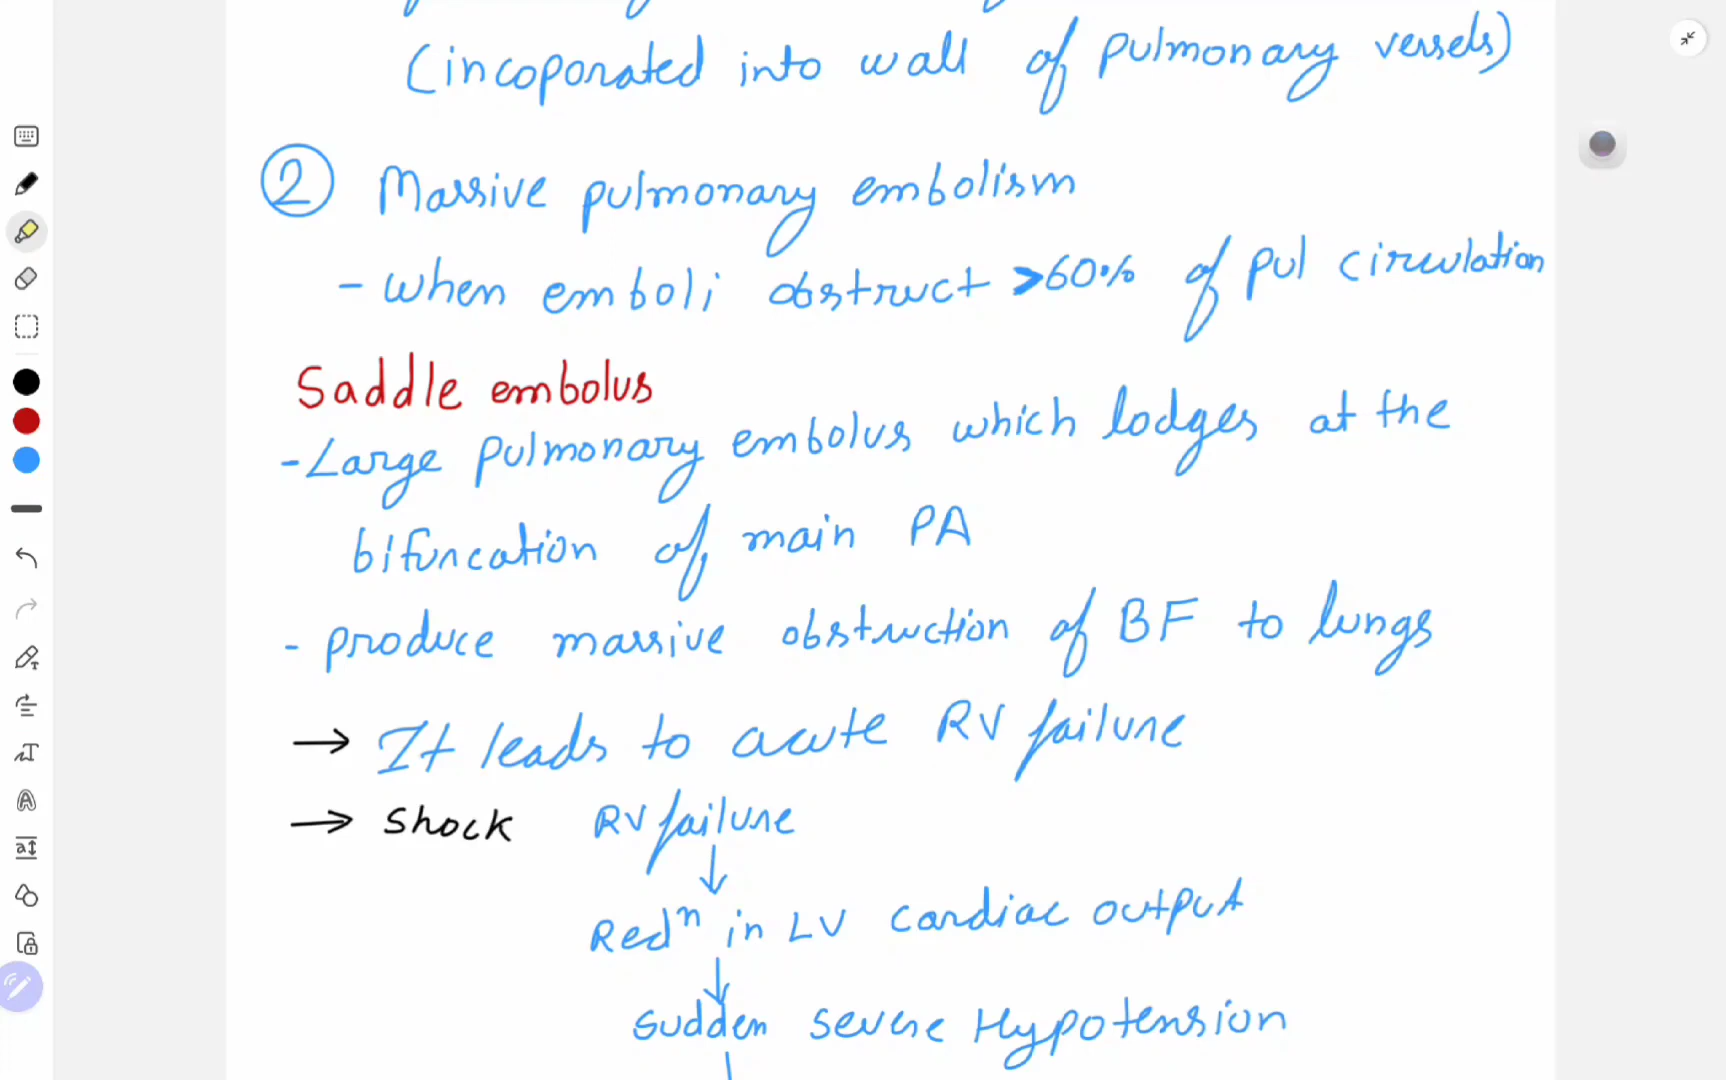 (incoporated into wall of pulmonary vessels)
② Massive pulmonary embolism
- when emboli obstruct >60% of pul circulation
Saddle embolus
- Large pulmonary embolus which lodges at the
bifurcation of main PA
- produce massive obstruction of BF to lungs
→ It leads to acute RV failure
→ Shock RV failure
↓
Redⁿ in LV cardiac output
↓
Sudden severe Hypotension